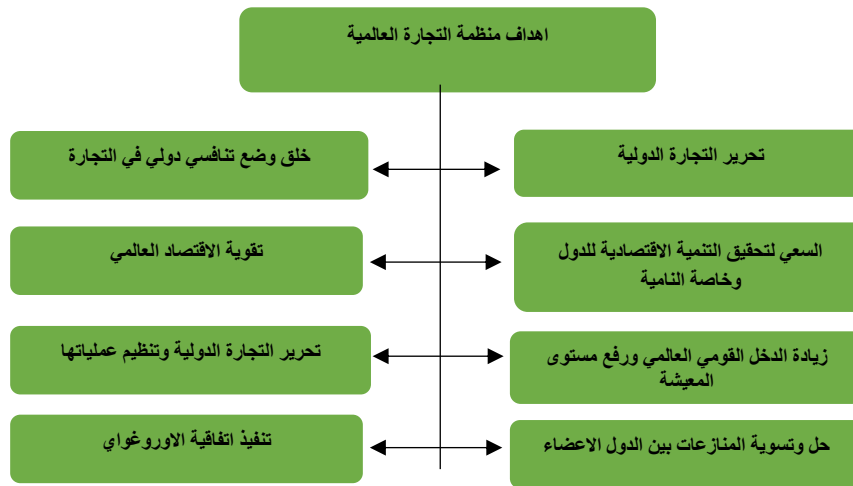 اهداف منظمة التجارة العالمية
تحرير التجارة الدولية
خلق وضع تنافسي دولي في التجارة
السعي لتحقيق التنمية الاقتصادية للدول
وخاصة النامية
تقوية الاقتصاد العالمي
زيادة الدخل القومي العالمي ورفع مستوى
المعيشة
تحرير التجارة الدولية وتنظيم عملياتها
حل وتسوية المنازعات بين الدول الاعضاء
تنفيذ اتفاقية الاوروغواي